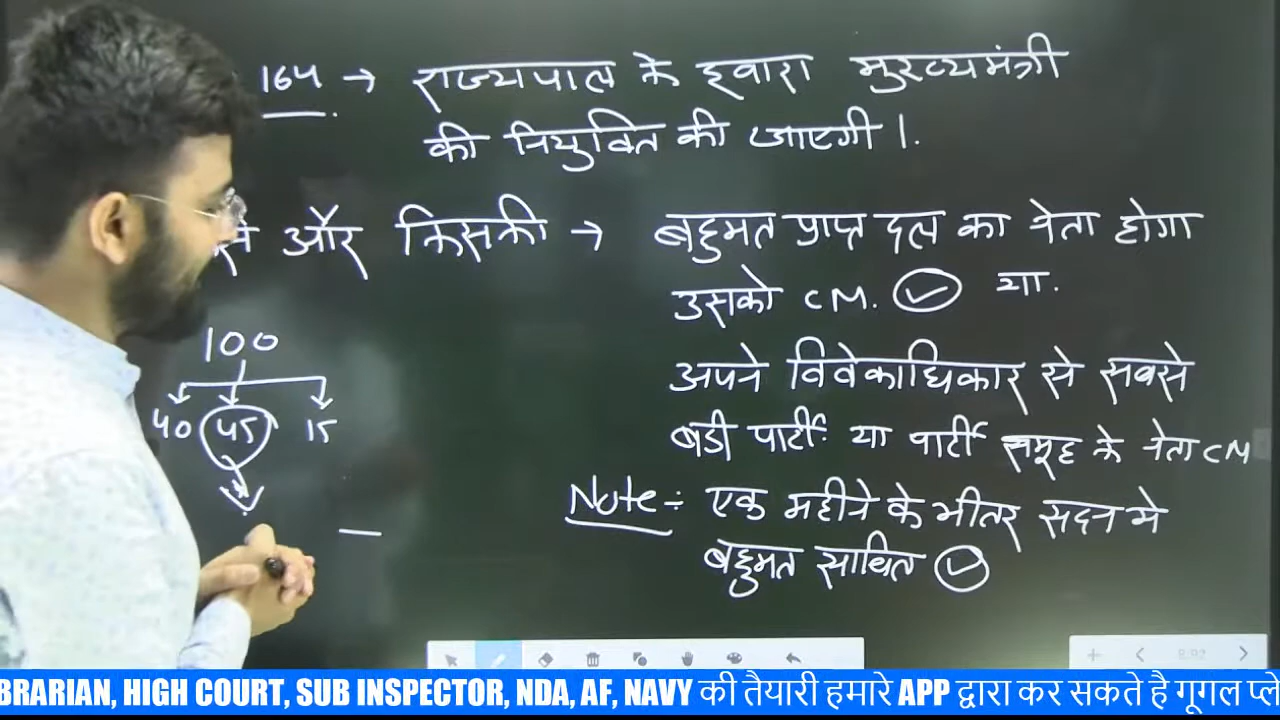 164 → राज्यपाल के द्वारा मुख्यमंत्री
की नियुक्ति की जाएगी ।.
और किसकी → बहुमत प्राप्त दल का नेता होगा
उसको CM. या.
अपने विवेकाधिकार से सबसे
बडी पार्टी: या पार्टी समूह के नेता CM
100
40 45 15
Note:- एक महीने के भीतर सदन मे
बहुमत साबित
BRARIAN, HIGH COURT, SUB INSPECTOR, NDA, AF, NAVY की तैयारी हमारे APP द्वारा कर सकते है गूगल प्ले